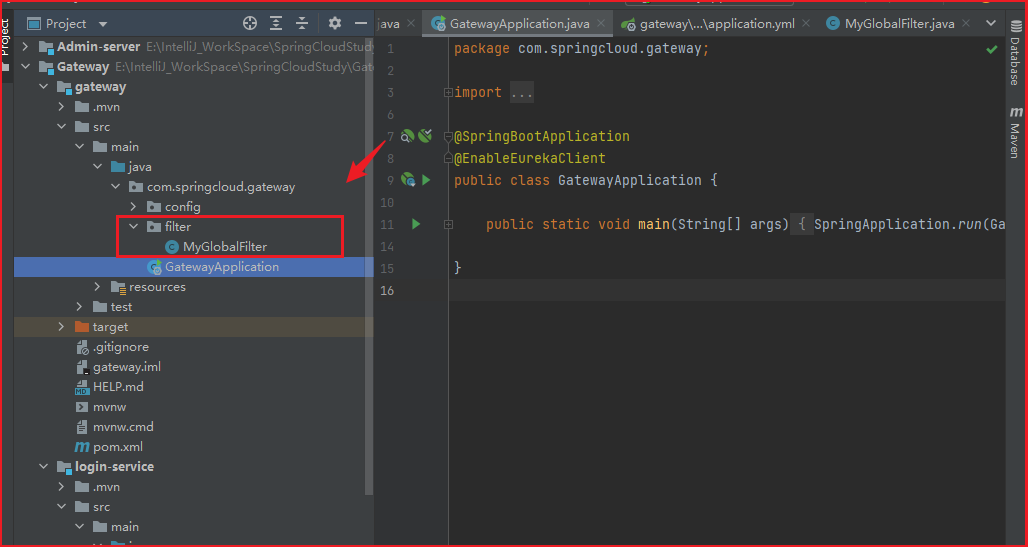 Project
java
GatewayApplication.java
gateway\...\application.yml
MyGlobalFilter.java
Project
Admin-server E:\IntelliJ_WorkSpace\SpringCloudStudy
Gateway E:\IntelliJ_WorkSpace\SpringCloudStudy\Gat
gateway
.mvn
src
main
java
com.springcloud.gateway
config
filter
MyGlobalFilter
GatewayApplication
resources
test
target
.gitignore
gateway.iml
HELP.md
mvnw
mvnw.cmd
pom.xml
login-service
.mvn
src
main
1 package com.springcloud.gateway;
2
3 import ...
6
7 @SpringBootApplication
8 @EnableEurekaClient
9 public class GatewayApplication {
10
11 public static void main(String[] args) { SpringApplication.run(Ga
14
15 }
16
Database
m Maven